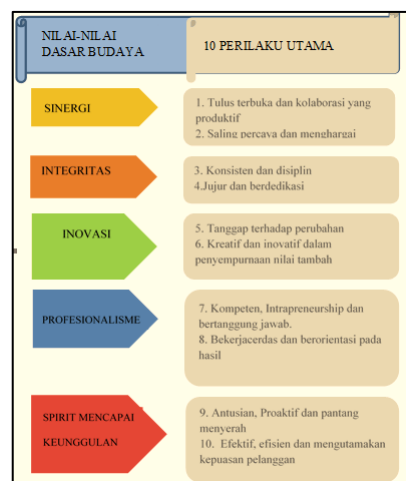 NILAI-NILAI
DASAR BUDAYA
10 PERILAKU UTAMA
SINERGI
1. Tulus terbuka dan kolaborasi yang
produktif
2. Saling percaya dan menghargai
INTEGRITAS
3. Konsisten dan disiplin
4.Jujur dan berdedikasi
INOVASI
5. Tanggap terhadap perubahan
6. Kreatif dan inovatif dalam
penyempurnaan nilai tambah
PROFESIONALISME
7. Kompeten, Intrapreneurship dan
bertanggung jawab.
8. Bekerjacerdas dan berorientasi pada
hasil
SPIRIT MENCAPAI
KEUNGGULAN
9. Antusian, Proaktif dan pantang
menyerah
10. Efektif, efisien dan mengutamakan
kepuasan pelanggan